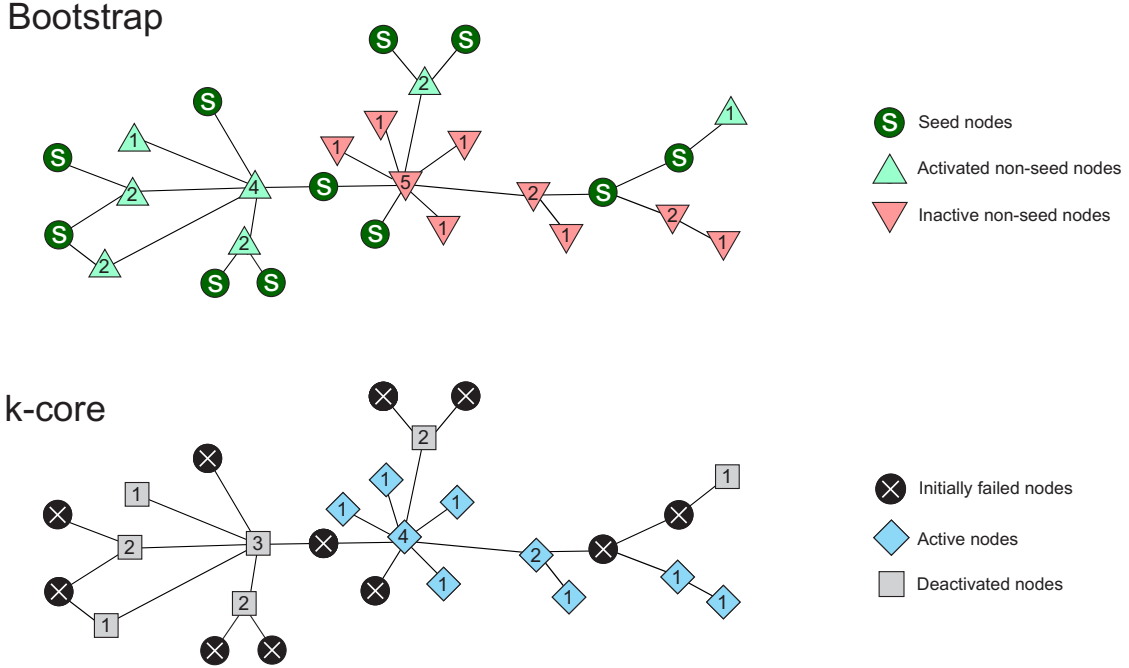 Bootstrap
S S
2
S 1
1 1 1
S S
1 2 4 S 5 2 S 2
S 2 S 1 1 1
2
S S
S Seed nodes
Activated non-seed nodes
Inactive non-seed nodes
k-core
2
1 1
1 1 1
2 3 4 2 1
2 1 1 1
1
Initially failed nodes
Active nodes
Deactivated nodes